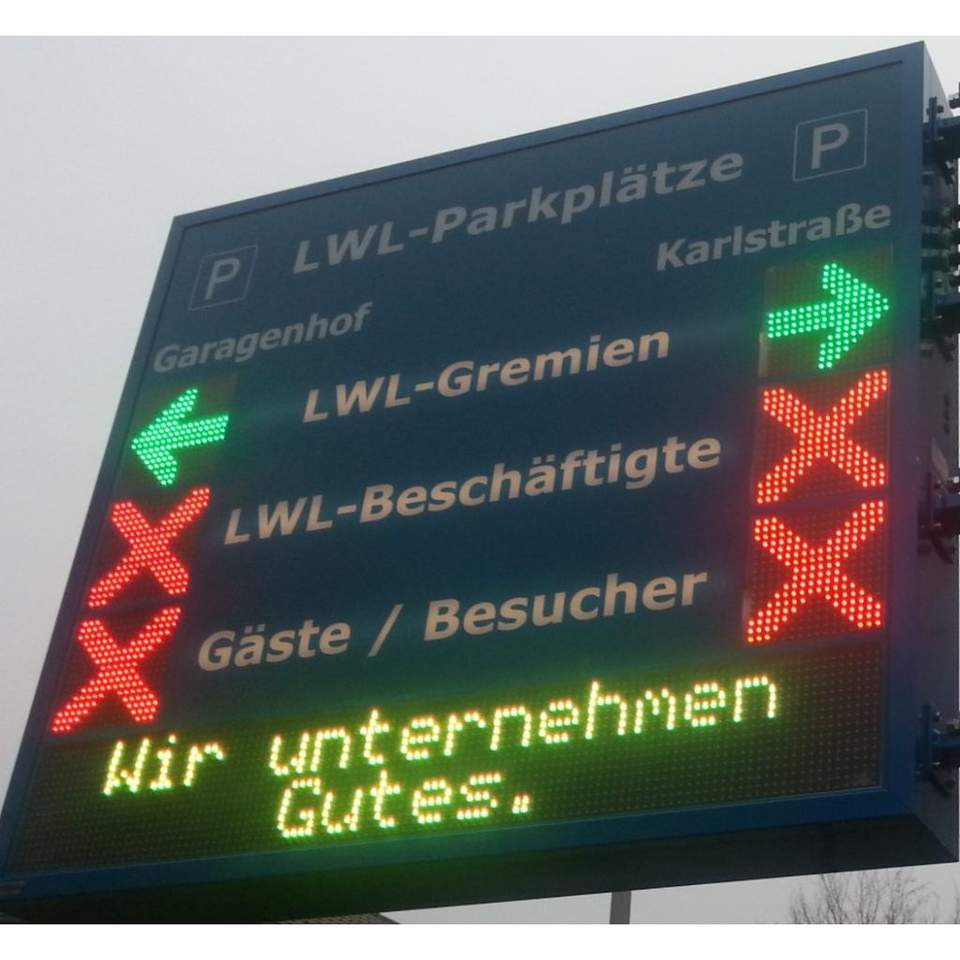 P LWL-Parkplätze P
Garagenhof Karlstraße
LWL-Gremien
LWL-Beschäftigte
Gäste / Besucher
Wir unternehmen
Gutes.